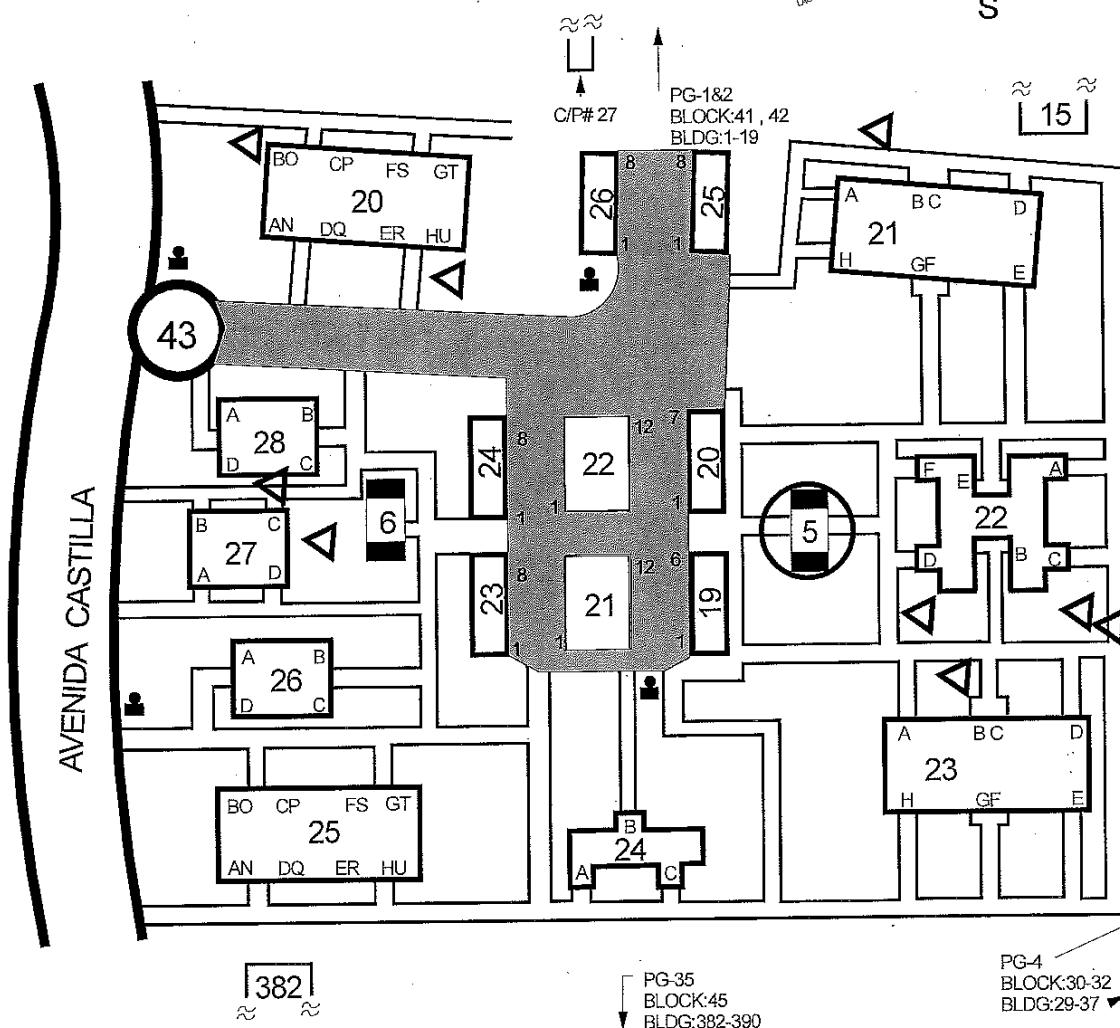 S
C/P# 27
PG-1&2
BLOCK:41 , 42
BLDG:1-19
15
BO CP FS GT
20
AN DQ ER HU
26
8
1
8
1
25
A B C D
21
H GF E
43
A B
28
D C
24
8
1
22
12
1
7
1
20
6
5
F E A
22
D B C
B C
27
A D
23
8
1
21
12
1
6
1
19
AVENIDA CASTILLA
A B
26
D C
A B C D
23
H GF E
BO CP FS GT
25
AN DQ ER HU
B
24
A C
382
PG-35
BLOCK:45
BLDG:382-390
PG-4
BLOCK:30-32
BLDG:29-37